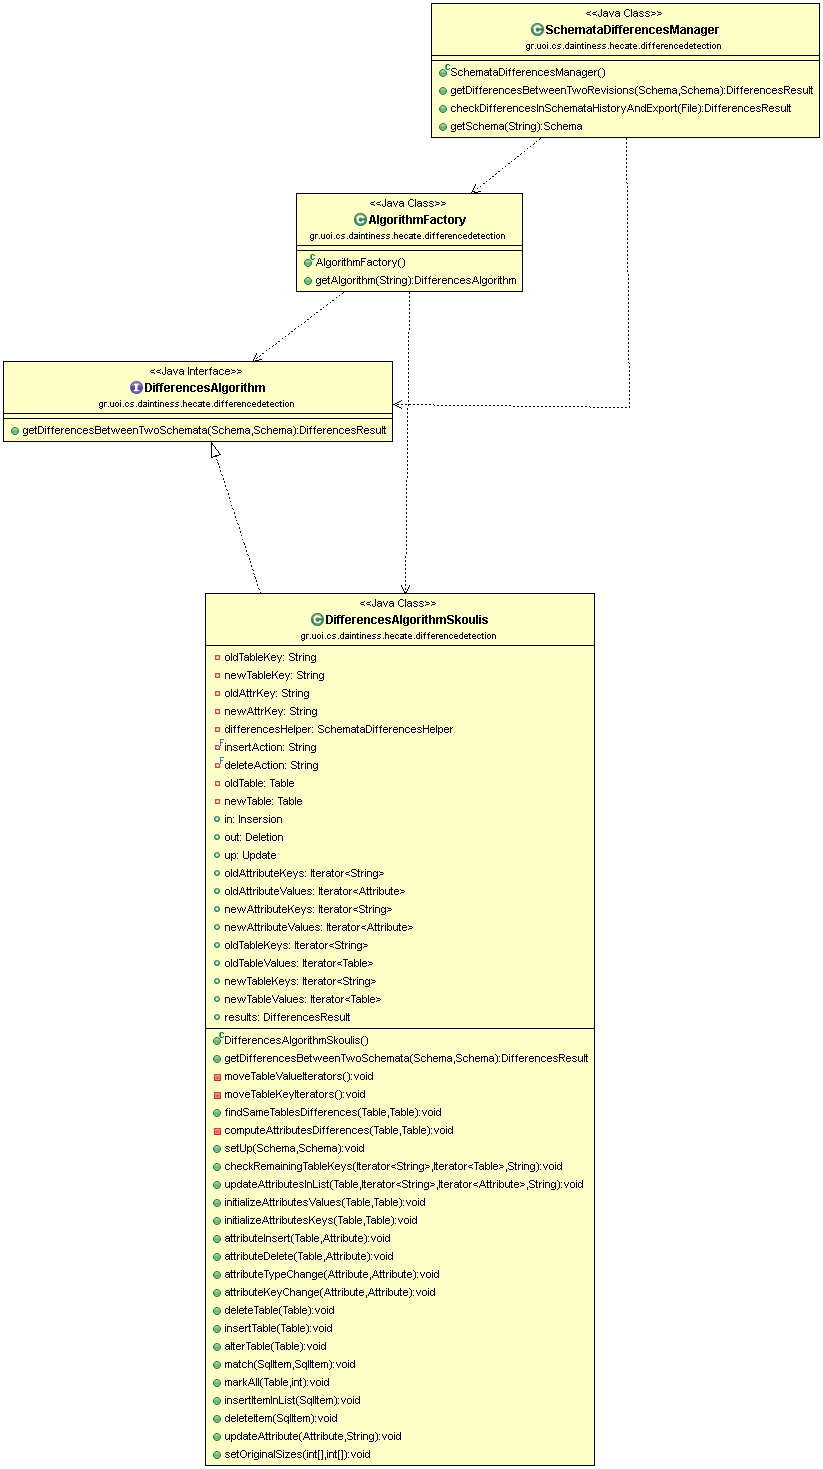 <<Java Class>>
SchemataDifferencesManager
gr.uoi.cs.daintiness.hecate.differencedetection
SchemataDifferencesManager()
getDifferencesBetweenTwoRevisions(Schema,Schema):DifferencesResult
checkDifferencesInSchemataHistoryAndExport(File):DifferencesResult
getSchema(String):Schema
<<Java Class>>
AlgorithmFactory
gr.uoi.cs.daintiness.hecate.differencedetection
AlgorithmFactory()
getAlgorithm(String):DifferencesAlgorithm
<<Java Interface>>
DifferencesAlgorithm
gr.uoi.cs.daintiness.hecate.differencedetection
getDifferencesBetweenTwoSchemata(Schema,Schema):DifferencesResult
<<Java Class>>
DifferencesAlgorithmSkoulis
gr.uoi.cs.daintiness.hecate.differencedetection
oldTableKey: String
newTableKey: String
oldAttrKey: String
newAttrKey: String
differencesHelper: SchemataDifferencesHelper
insertAction: String
deleteAction: String
oldTable: Table
newTable: Table
in: Insersion
out: Deletion
up: Update
oldAttributeKeys: Iterator<String>
oldAttributeValues: Iterator<Attribute>
newAttributeKeys: Iterator<String>
newAttributeValues: Iterator<Attribute>
oldTableKeys: Iterator<String>
oldTableValues: Iterator<Table>
newTableKeys: Iterator<String>
newTableValues: Iterator<Table>
results: DifferencesResult
DifferencesAlgorithmSkoulis()
getDifferencesBetweenTwoSchemata(Schema,Schema):DifferencesResult
moveTableValueIterators():void
moveTableKeyIterators():void
findSameTablesDifferences(Table,Table):void
computeAttributesDifferences(Table,Table):void
setUp(Schema,Schema):void
checkRemainingTableKeys(Iterator<String>,Iterator<Table>,String):void
updateAttributesInList(Table,Iterator<String>,Iterator<Attribute>,String):void
initializeAttributesValues(Table,Table):void
initializeAttributesKeys(Table,Table):void
attributeInsert(Table,Attribute):void
attributeDelete(Table,Attribute):void
attributeTypeChange(Attribute,Attribute):void
attributeKeyChange(Attribute,Attribute):void
deleteTable(Table):void
insertTable(Table):void
alterTable(Table):void
match(SqlItem,SqlItem):void
markAll(Table,int):void
insertItemInList(SqlItem):void
deleteItem(SqlItem):void
updateAttribute(Attribute,String):void
setOriginalSizes(int[],int[]):void